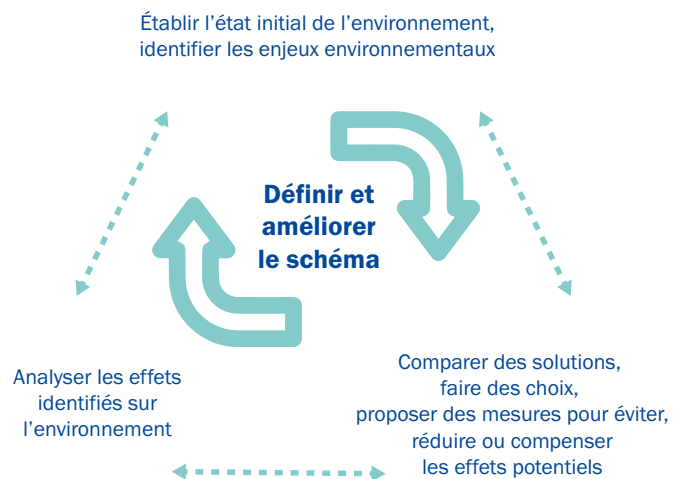 Établir l’état initial de l’environnement,
identifier les enjeux environnementaux
Définir et
améliorer
le schéma
Analyser les effets
identifiés sur
l’environnement
Comparer des solutions,
faire des choix,
proposer des mesures pour éviter,
réduire ou compenser
les effets potentiels